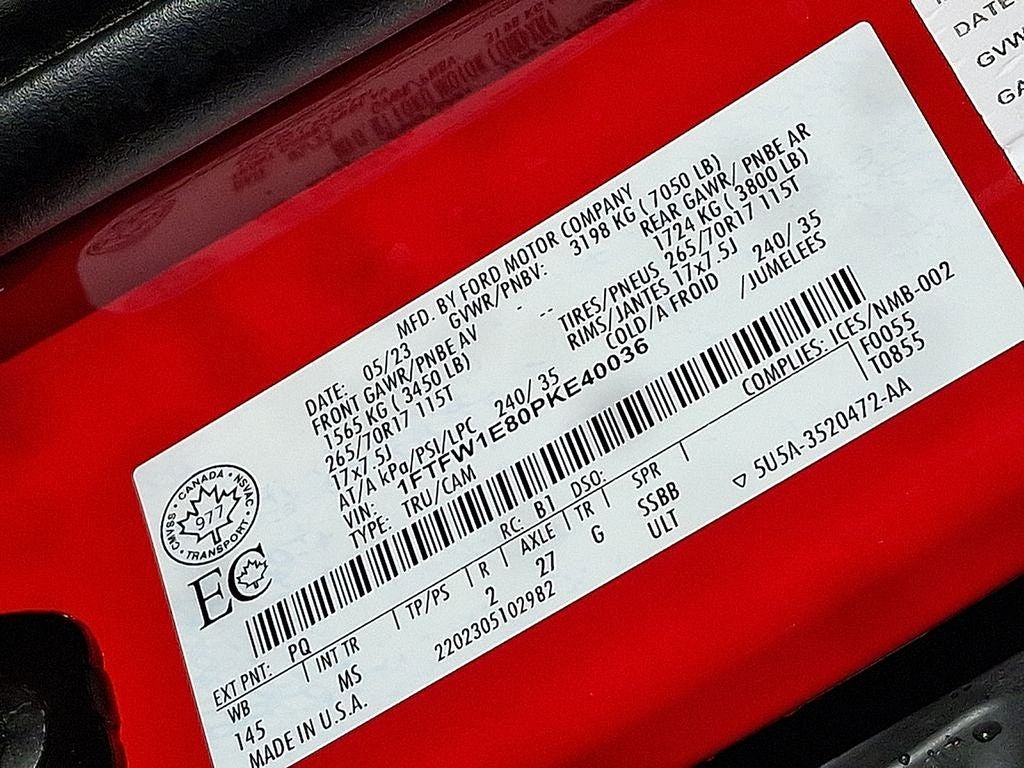 MFD. BY FORD MOTOR COMPANY
DATE: 05/23 GVWR/PNBV: 3198 KG ( 7050 LB)
FRONT GAWR/PNBE AV REAR GAWR/ PNBE AR
1565 KG ( 3450 LB) 1724 KG ( 3800 LB)
265/70R17 115T -- TIRES/PNEUS 265/70R17 115T
17x7.5J RIMS/JANTES 17x7.5J
AT/A kPa/PSI/LPC 240/ 35 COLD/A FROID 240/ 35
VIN: 1FTFW1E80PKE40036 /JUMELEES
TYPE: TRU/CAM
CANADA • NSVAC • TRANSPORT • CMVSS •
977
EC
COMPLIES: ICES/NMB-002
EXT PNT: PQ RC: B1 DSO: F0055
WB INT TR TP/PS R AXLE TR SPR T0855
145 MS 2 27 G SSBB
ULT
MADE IN U.S.A. 2202305102982 5U5A-3520472-AA
DATE
GVW
GA